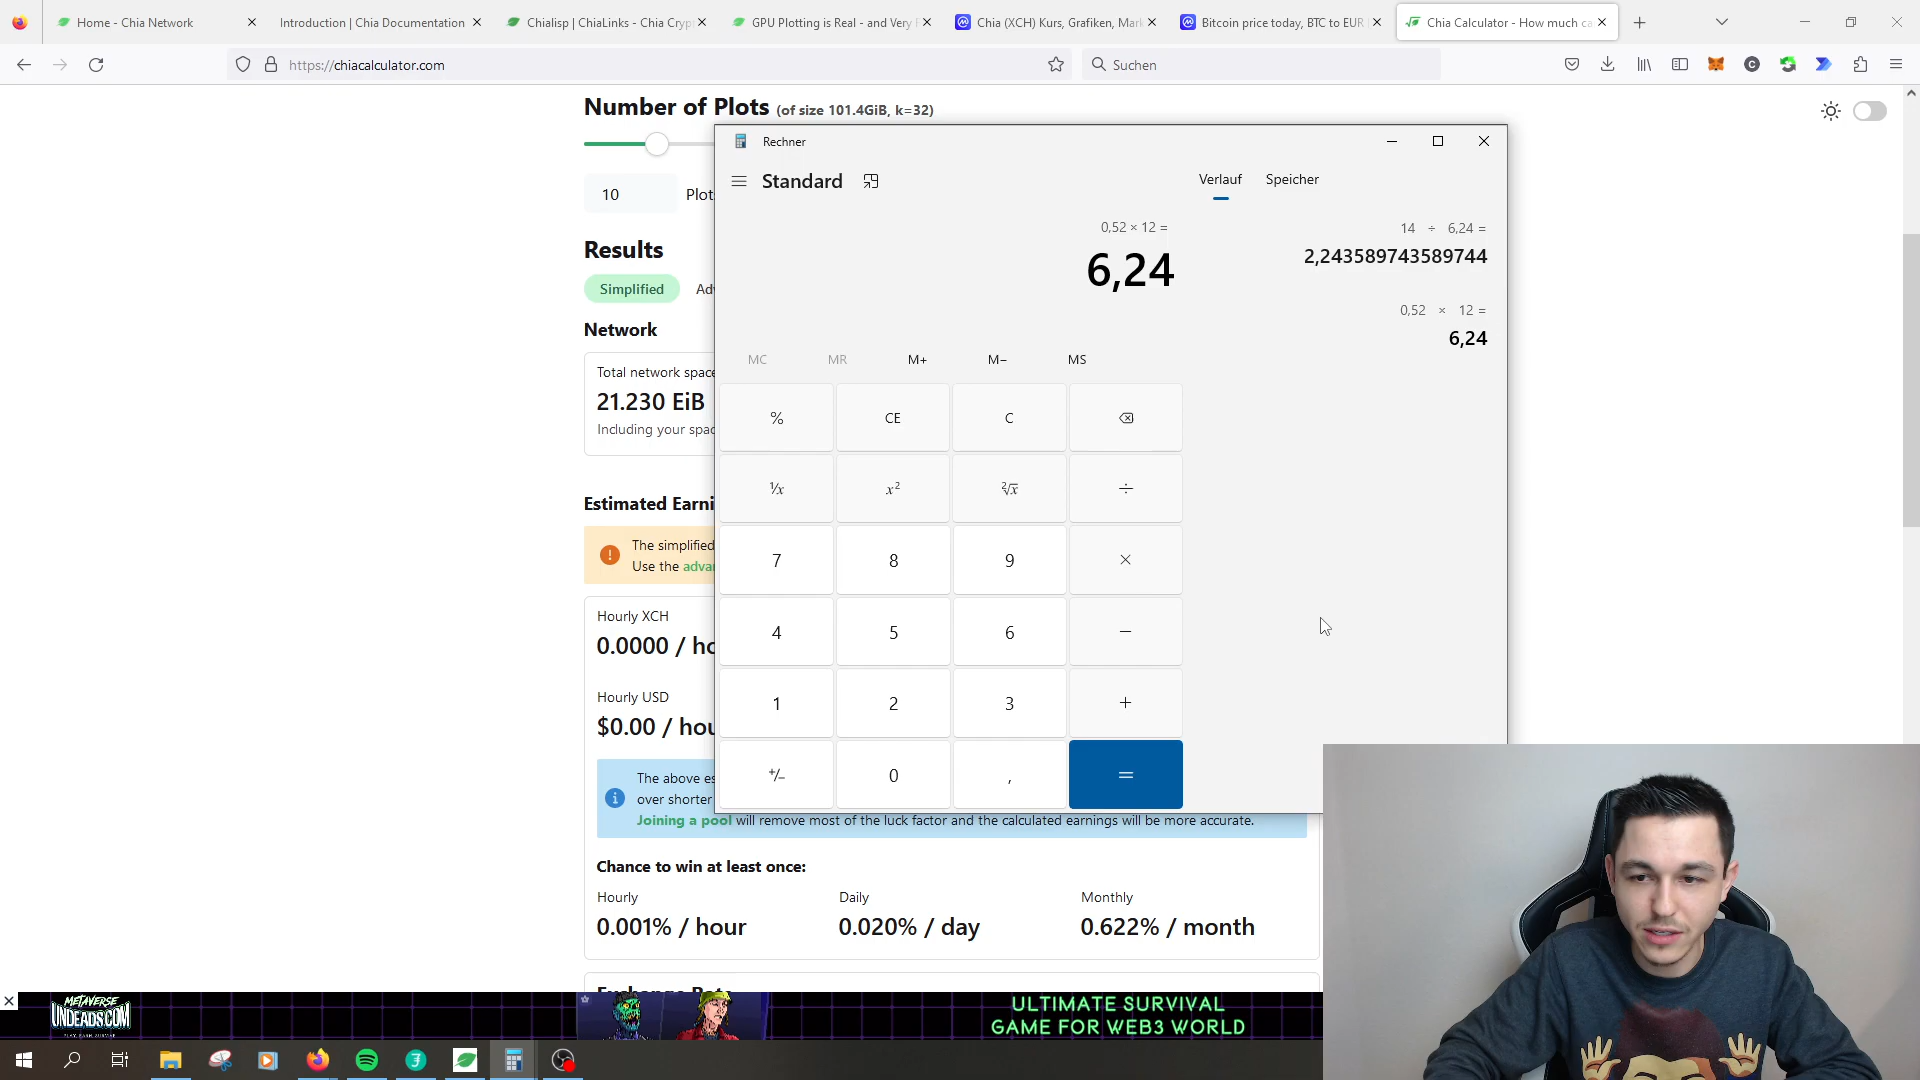 Home - Chia Network
Introduction | Chia Documentation
Chialisp | ChiaLinks - Chia Cryp
GPU Plotting is Real - and Very F
Chia (XCH) Kurs, Grafiken, Mark
Bitcoin price today, BTC to EUR
Chia Calculator - How much ca
https://chiacalculator.com
Suchen
Number of Plots (of size 101.4GiB, k=32)
10
Plots
Results
Simplified
Adv
Network
Total network space
21.230 EiB
Including your spac
Estimated Earni
The simplified
Use the advan
Hourly XCH
0.0000 / ho
Hourly USD
$0.00 / hou
The above es
over shorter
Joining a pool will remove most of the luck factor and the calculated earnings will be more accurate.
Chance to win at least once:
Hourly
Daily
Monthly
0.001% / hour
0.020% / day
0.622% / month
Rechner
Standard
Verlauf
Speicher
0,52 × 12 =
6,24
14 ÷ 6,24 =
2,243589743589744
0,52 × 12 =
6,24
MC
MR
M+
M−
MS
%
CE
C
⌫
¹/x
x²
²√x
÷
7
8
9
×
4
5
6
−
1
2
3
+
+/−
0
,
=
METAVERSE
UNDEADS.COM
ULTIMATE SURVIVAL
GAME FOR WEB3 WORLD